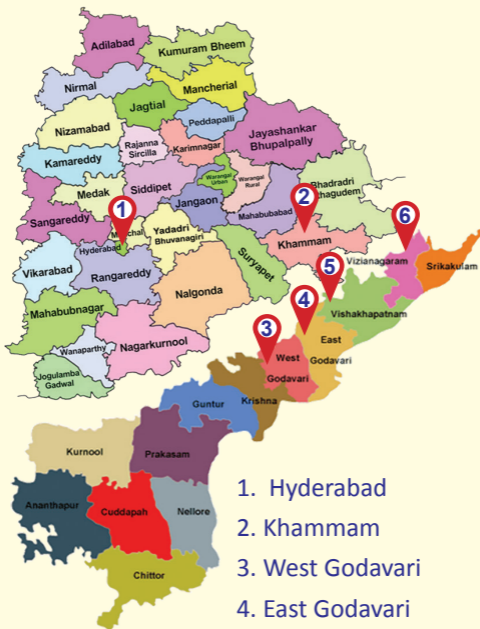 Adilabad
Kumuram Bheem
Nirmal
Mancherial
Jagtial
Nizamabad
Peddapalli
Jayashankar
Bhupalpally
Rajanna
Sircilla
Karimnagar
Kamareddy
Warangal
Urban
Warangal
Rural
Siddipet
Medak
Jangaon
Mahabubabad
Bhadradri
thagudem
Sangareddy
1
2
Yadadri
Bhuvanagiri
Hyderabad
Khammam
Suryapet
Vikarabad
Rangareddy
Nalgonda
Mahabubnagar
Wanaparthy
Nagarkurnool
Jogulamba
Gadwal
6
Vizianagaram
Srikakulam
5
Vishakhapatnam
4
East
Godavari
3
West
Godavari
Krishna
Guntur
Prakasam
Kurnool
Ananthapur
Cuddapah
Nellore
Chittor
1. Hyderabad
2. Khammam
3. West Godavari
4. East Godavari